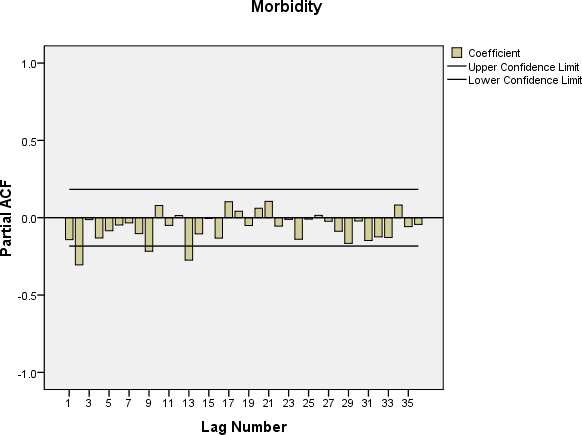 Morbidity
Coefficient
Upper Confidence Limit
Lower Confidence Limit
Partial ACF
1.0
0.5
0.0
-0.5
-1.0
1 3 5 7 9 11 13 15 17 19 21 23 25 27 29 31 33 35
Lag Number